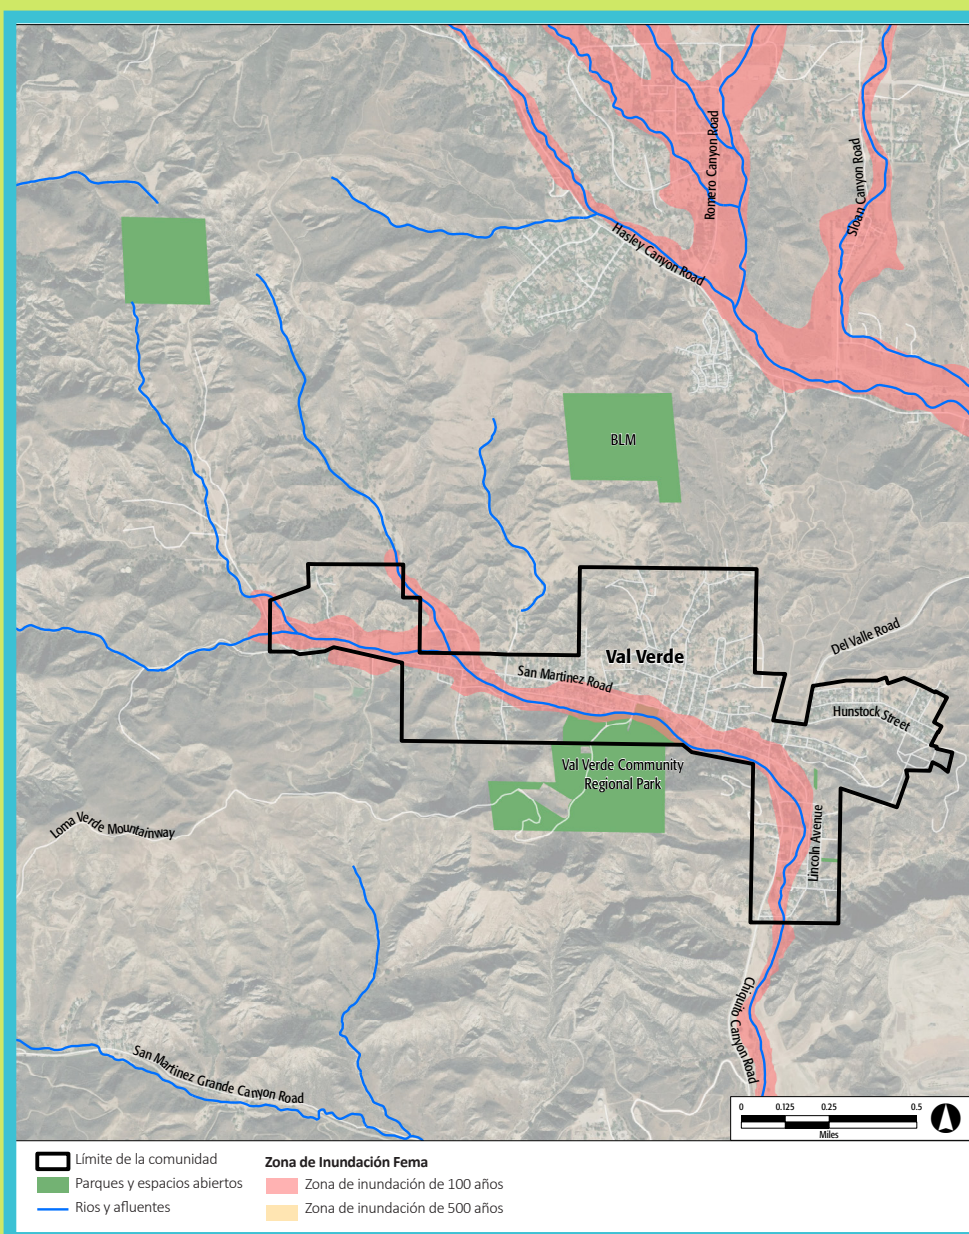 Romero Canyon Road
Sloan Canyon Road
Hasley Canyon Road
BLM
Del Valle Road
Val Verde
San Martinez Road
Hunstock Street
Val Verde Community
Regional Park
Lincoln Avenue
Loma Verde Mountainway
Chiquito Canyon Road
San Martinez Grande Canyon Road
0 0.125 0.25 0.5
Miles
Límite de la comunidad
Parques y espacios abiertos
Rios y afluentes
Zona de Inundación Fema
Zona de inundación de 100 años
Zona de inundación de 500 años